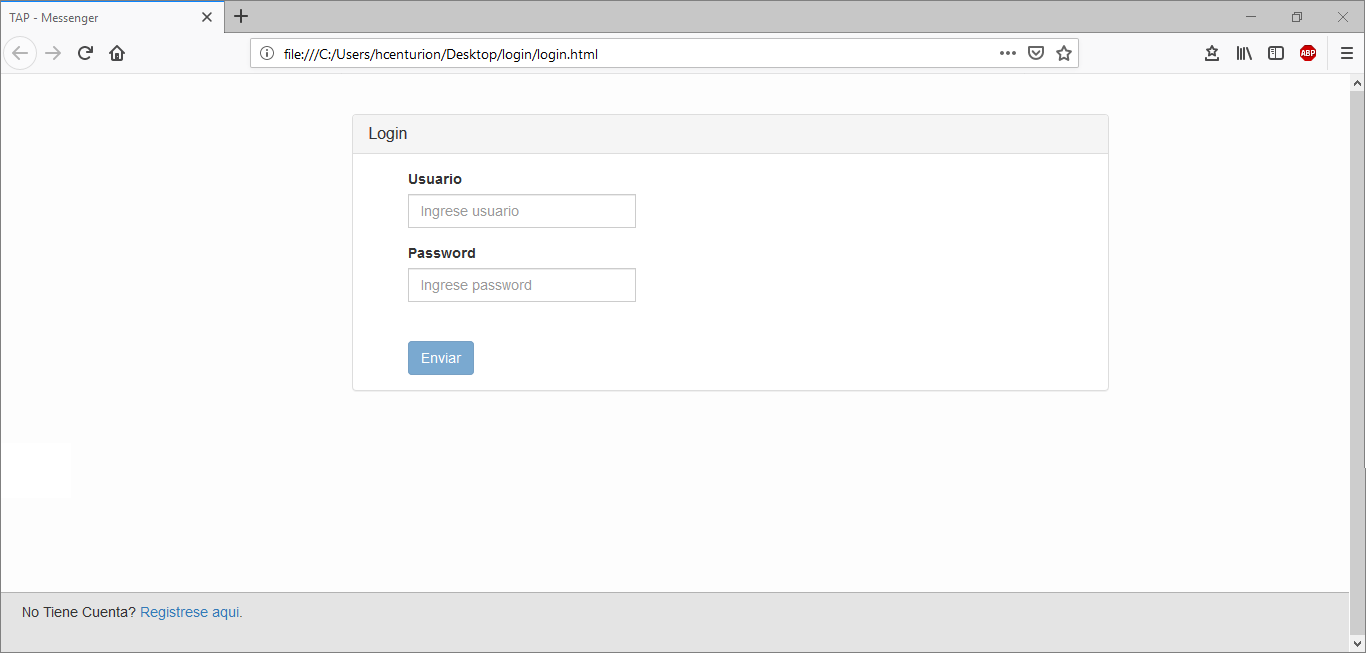 TAP - Messenger
file:///C:/Users/hcenturion/Desktop/login/login.html
ABP
Login
Usuario
Ingrese usuario
Password
Ingrese password
Enviar
No Tiene Cuenta? Registrese aqui.